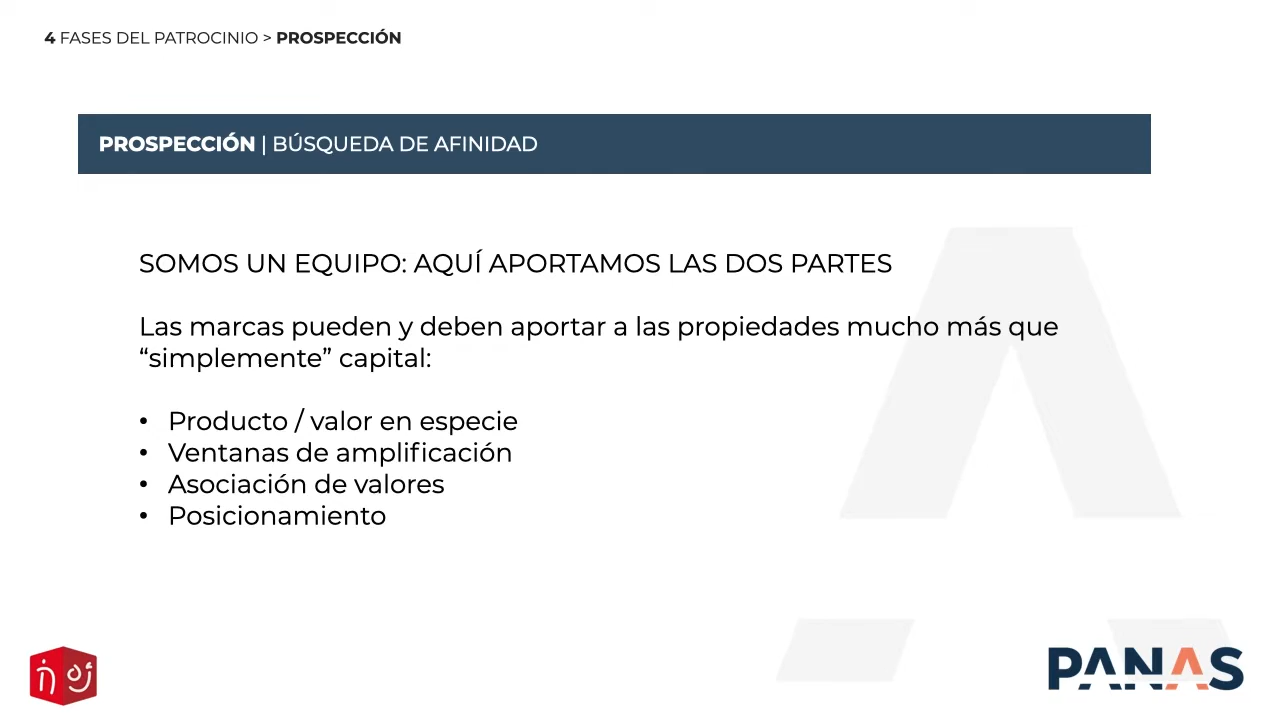 4 FASES DEL PATROCINIO > PROSPECCIÓN
PROSPECCIÓN | BÚSQUEDA DE AFINIDAD
SOMOS UN EQUIPO: AQUÍ APORTAMOS LAS DOS PARTES
Las marcas pueden y deben aportar a las propiedades mucho más que
“simplemente” capital:
• Producto / valor en especie
• Ventanas de amplificación
• Asociación de valores
• Posicionamiento
PANAS